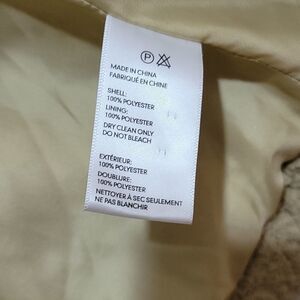 P
MADE IN CHINA
FABRIQUÉ EN CHINE
SHELL:
100% POLYESTER
LINING:
100% POLYESTER
DRY CLEAN ONLY
DO NOT BLEACH
EXTÉRIEUR:
100% POLYESTER
DOUBLURE:
100% POLYESTER
NETTOYER À SEC SEULEMENT
NE PAS BLANCHIR